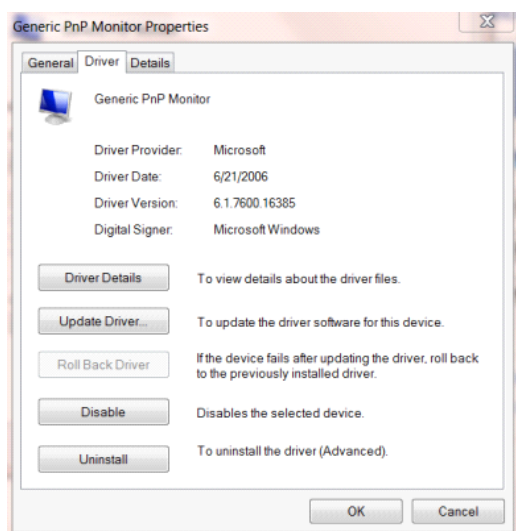 Generic PnP Monitor Properties
General Driver Details
Generic PnP Monitor
Driver Provider: Microsoft
Driver Date: 6/21/2006
Driver Version: 6.1.7600.16385
Digital Signer: Microsoft Windows
Driver Details To view details about the driver files.
Update Driver... To update the driver software for this device.
Roll Back Driver If the device fails after updating the driver, roll back
to the previously installed driver.
Disable Disables the selected device.
Uninstall To uninstall the driver (Advanced).
OK Cancel